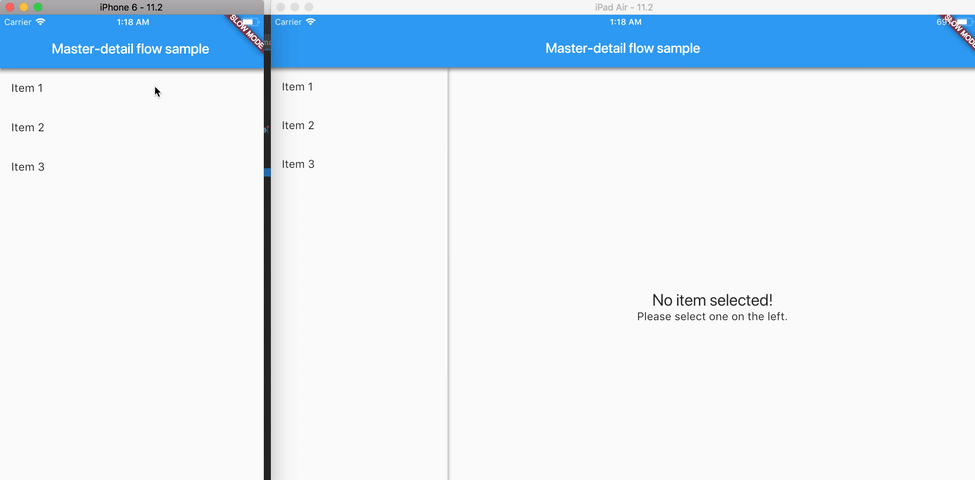 iPhone 6 - 11.2
Carrier
1:18 AM
SLOW MODE
Master-detail flow sample
Item 1
Item 2
Item 3
iPad Air - 11.2
Carrier
1:18 AM
SLOW MODE
Master-detail flow sample
Item 1
Item 2
Item 3
No item selected!
Please select one on the left.